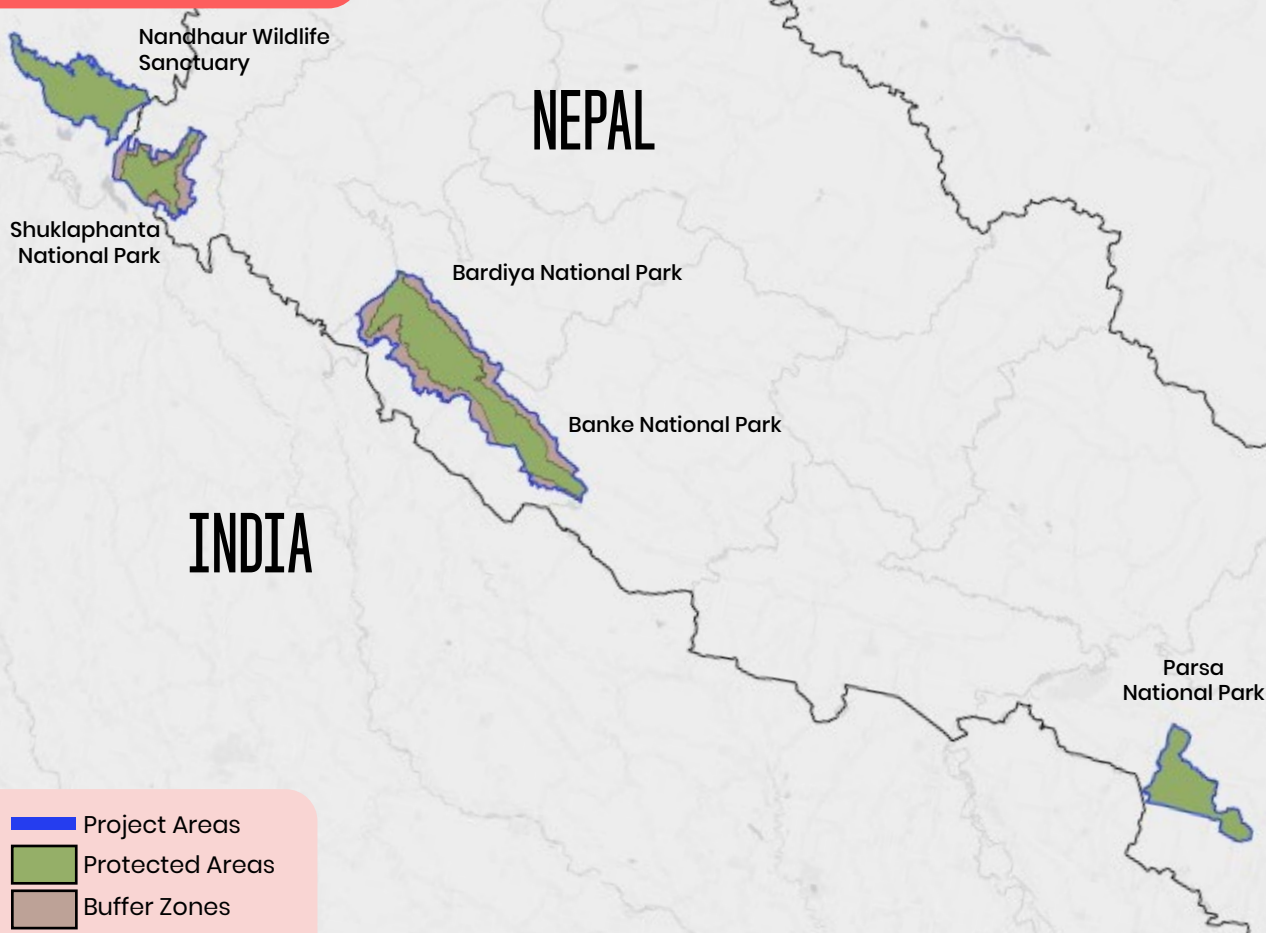 Nandhaur Wildlife
Sanctuary
NEPAL
Shuklaphanta
National Park
Bardiya National Park
Banke National Park
INDIA
Parsa
National Park
Project Areas
Protected Areas
Buffer Zones